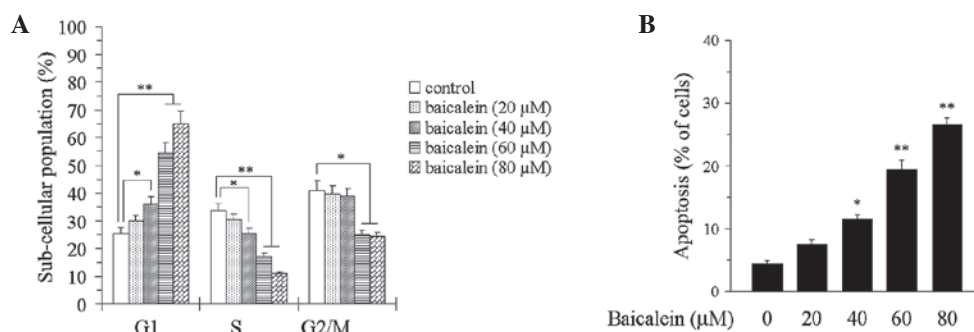 A
Sub-cellular population (%)
100
90
80
70
60
50
40
30
20
10
0
**
*
**
*
*
G1
S
G2/M
control
baicalein (20 µM)
baicalein (40 µM)
baicalein (60 µM)
baicalein (80 µM)
B
Apoptosis (% of cells)
40
30
20
10
0
*
**
**
Baicalein (µM) 0 20 40 60 80